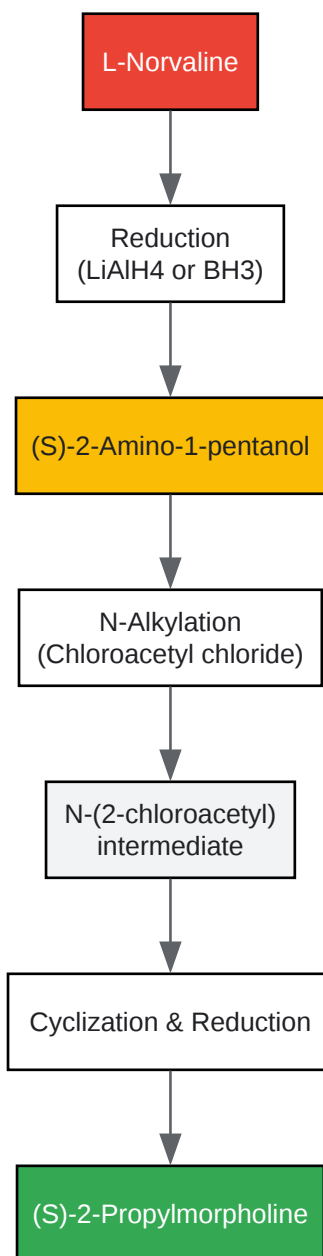 L-Norvaline
Reduction
(LiAlH4 or BH3)
(S)-2-Amino-1-pentanol
N-Alkylation
(Chloroacetyl chloride)
N-(2-chloroacetyl)
intermediate
Cyclization & Reduction
(S)-2-Propylmorpholine